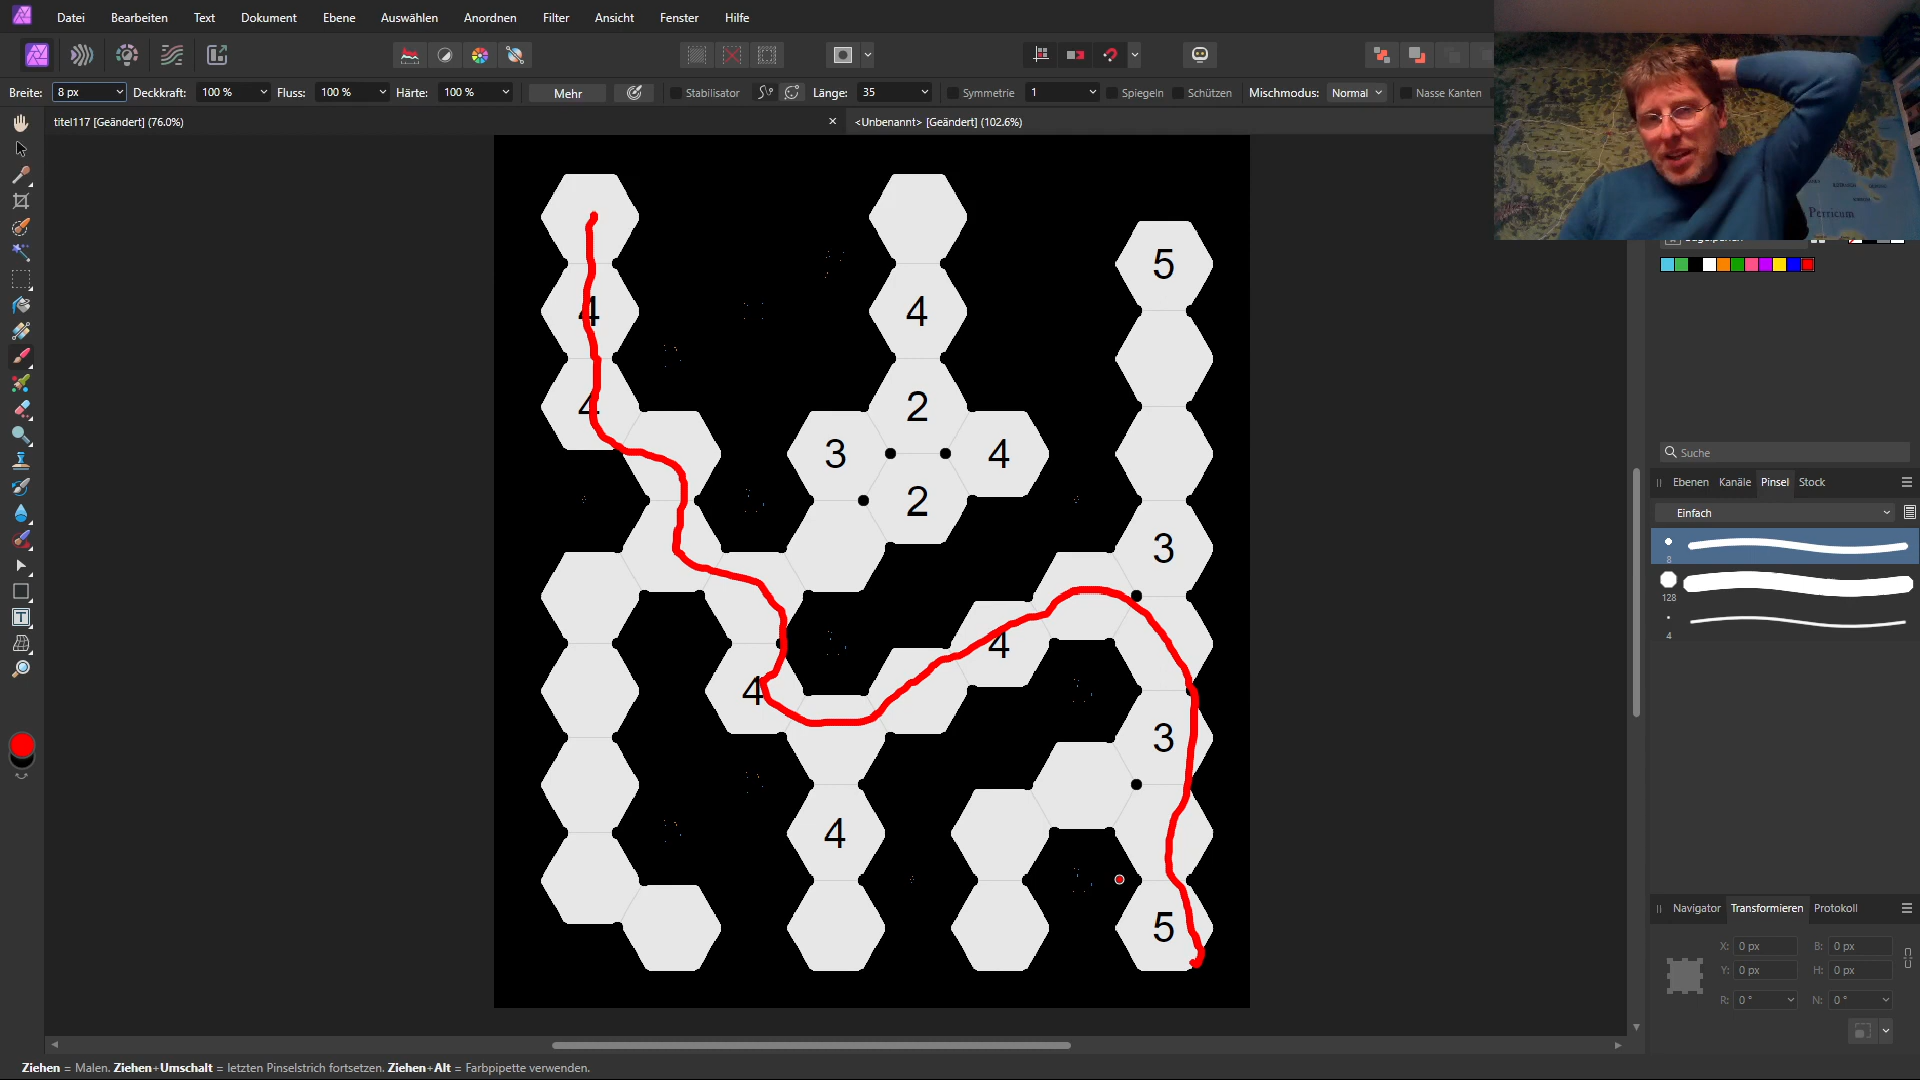 Datei Bearbeiten Text Dokument Ebene Auswählen Anordnen Filter Ansicht Fenster Hilfe
Breite: 8 px Deckkraft: 100 % Fluss: 100 % Härte: 100 % Mehr Stabilisator Länge: 35 Symmetrie 1 Spiegeln Schützen Mischmodus: Normal Nasse Kanten
titel117 [Geändert] (76.0%) <Unbenannt> [Geändert] (102.6%)
Perricum
5
4 4
4 2
3 4
2
3
4
4
3
4
5
Suche
Ebenen Kanäle Pinsel Stock
Einfach
8
128
4
Navigator Transformieren Protokoll
X: 0 px B: 0 px
Y: 0 px H: 0 px
R: 0 ° N: 0 °
Ziehen = Malen. Ziehen+Umschalt = letzten Pinselstrich fortsetzen. Ziehen+Alt = Farbpipette verwenden.